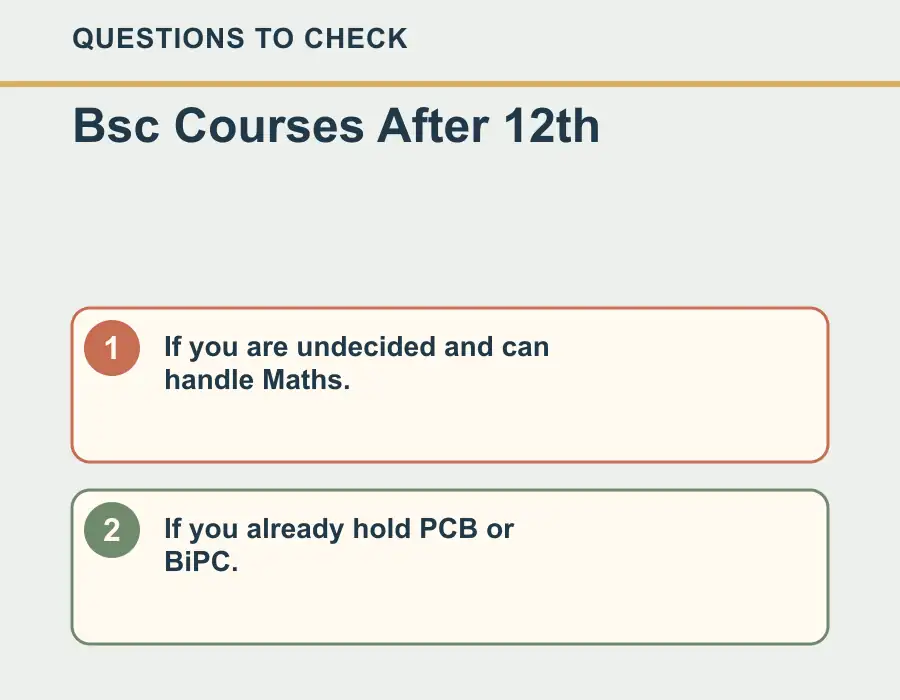 QUESTIONS TO CHECK
Bsc Courses After 12th
1
If you are undecided and can
handle Maths.
2
If you already hold PCB or
BiPC.